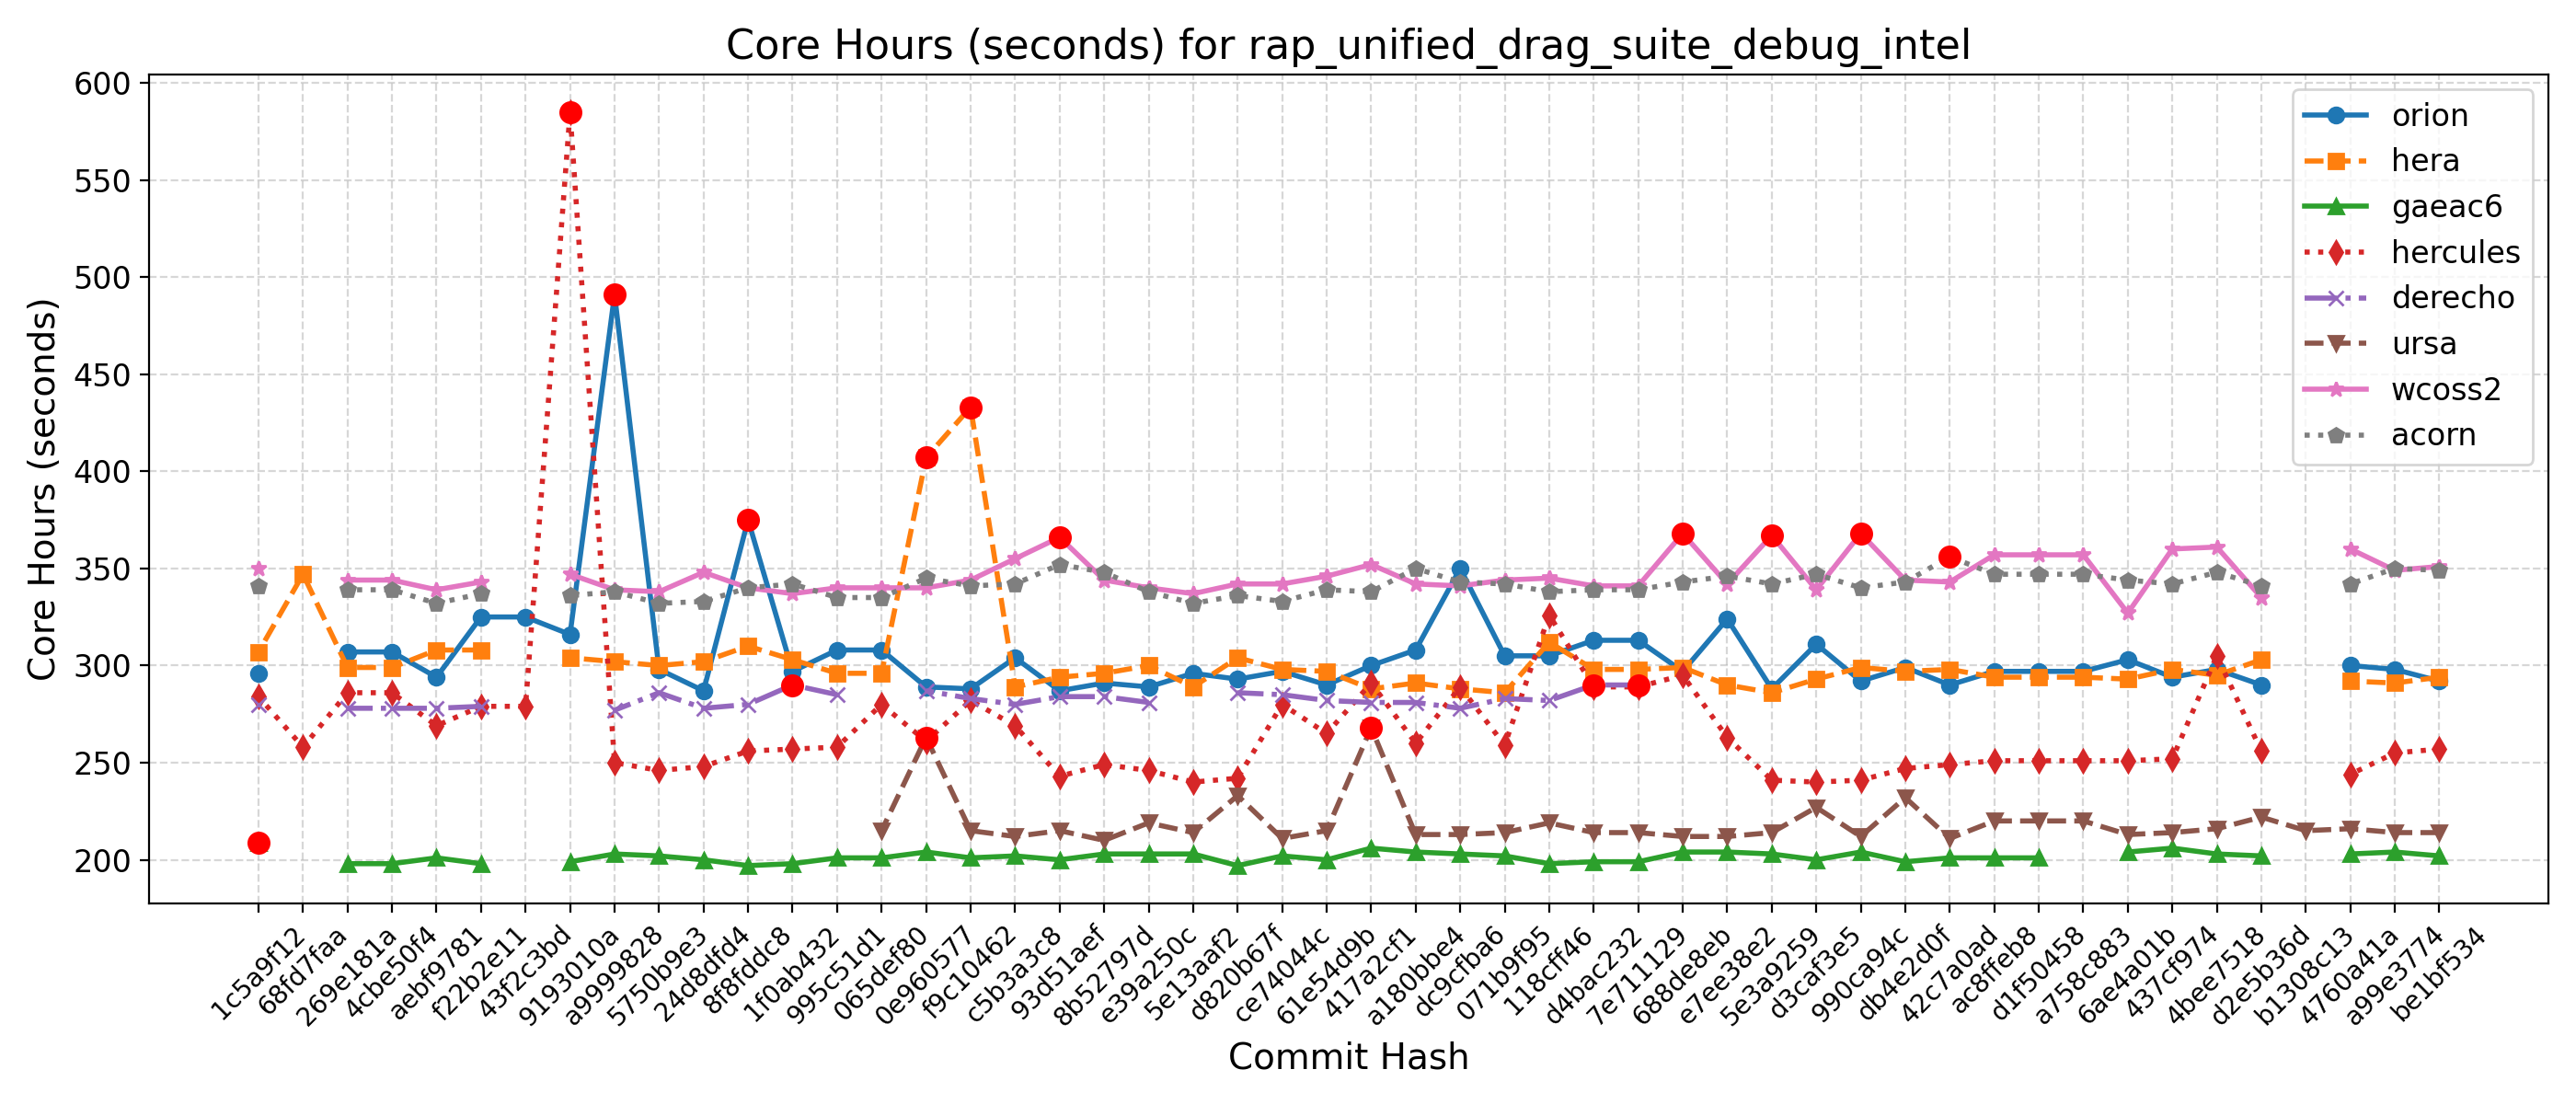 Core Hours (seconds) for rap_unified_drag_suite_debug_intel
600
550
500
450
400
350
300
250
200
Core Hours (seconds)
orion
hera
gaeac6
hercules
derecho
ursa
wcoss2
acorn
1c5a9f12
68fd7faa
269e181a
4cbe50f4
aebf9781
f22b2e11
43f2c3bd
9193010a
a9999828
5750b9e3
24d8dfd4
8f8fddc8
1f0ab432
995c51d1
065def80
0e960577
f9c10462
c5b3a3c8
93d51aef
8b52797d
e39a250c
5e13aaf2
d820b67f
ce74044c
61e54d9b
417a2cf1
a180bbe4
dc9cfba6
071b9f95
118cff46
d4bac232
7e711129
688de8eb
e7ee38e2
5e3a9259
d3caf3e5
990ca94c
db4e2d0f
42c7a0ad
ac8ffeb8
d1f50458
a758c883
6ae4a01b
437cf974
4bee7518
d2e5b36d
b1308c13
4760a41a
a99e3774
be1bf534
Commit Hash